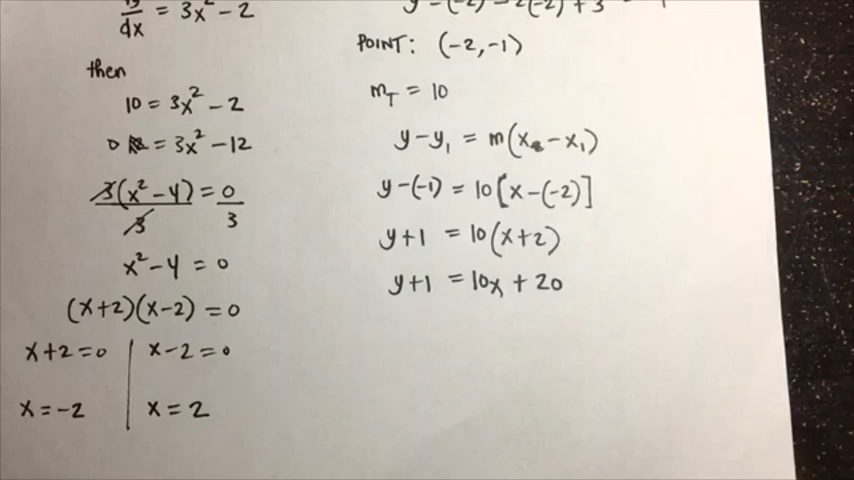 dy/dx = 3x² - 2
then
10 = 3x² - 2
0 = 3x² - 12
3(x² - 4)/3 = 0/3
x² - 4 = 0
(x+2)(x-2) = 0
x+2=0 | x-2=0
x=-2 | x=2
POINT: (-2,-1)
m_T = 10
y - y₁ = m(x - x₁)
y-(-1) = 10[x-(-2)]
y+1 = 10(x+2)
y+1 = 10x + 20